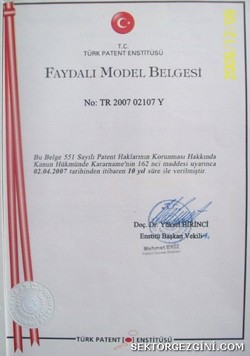 T.C.
TÜRK PATENT ENSTİTÜSÜ
FAYDALI MODEL BELGESİ
No: TR 2007 02107 Y
Bu Belge 551 Sayılı Patent Haklarının Korunması Hakkında
Kanun Hükmünde Kararname'nin 162 nci maddesi uyarınca
02.04.2007 tarihinden itibaren 10 yıl süre ile verilmiştir.
Doç. Dr. Yüksel BİRİNCİ
Enstitü Başkan Vekili
TÜRK PATENT ENSTİTÜSÜ
SEKTORGEZGINI.COM